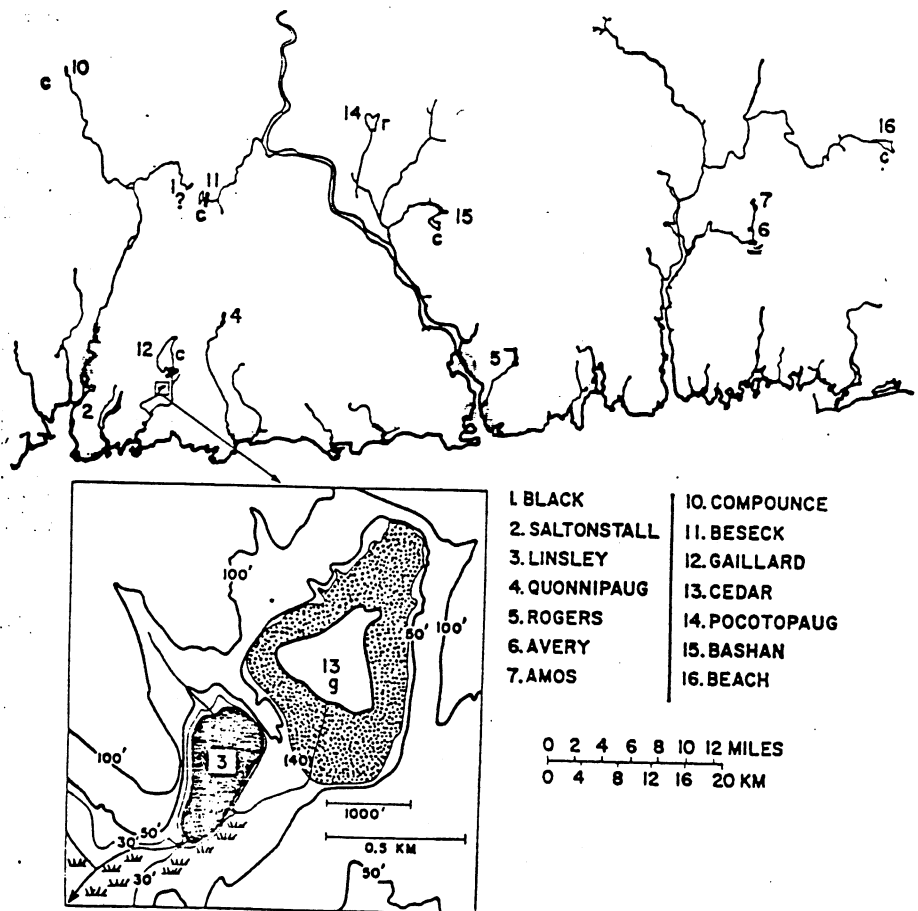 10
c
14
r
16
c
1
?
11
c
15
c
7
6
4
12
c
5
2
1. BLACK
2. SALTONSTALL
3. LINSLEY
4. QUONNIPAUG
5. ROGERS
6. AVERY
7. AMOS
10. COMPOUNCE
11. BESECK
12. GAILLARD
13. CEDAR
14. POCOTOPAUG
15. BASHAN
16. BEACH
100'
50'
100'
13
g
100'
3
(40)
1000'
0.5 KM
50'
30'
30'
50'
0 2 4 6 8 10 12 MILES
0 4 8 12 16 20 KM